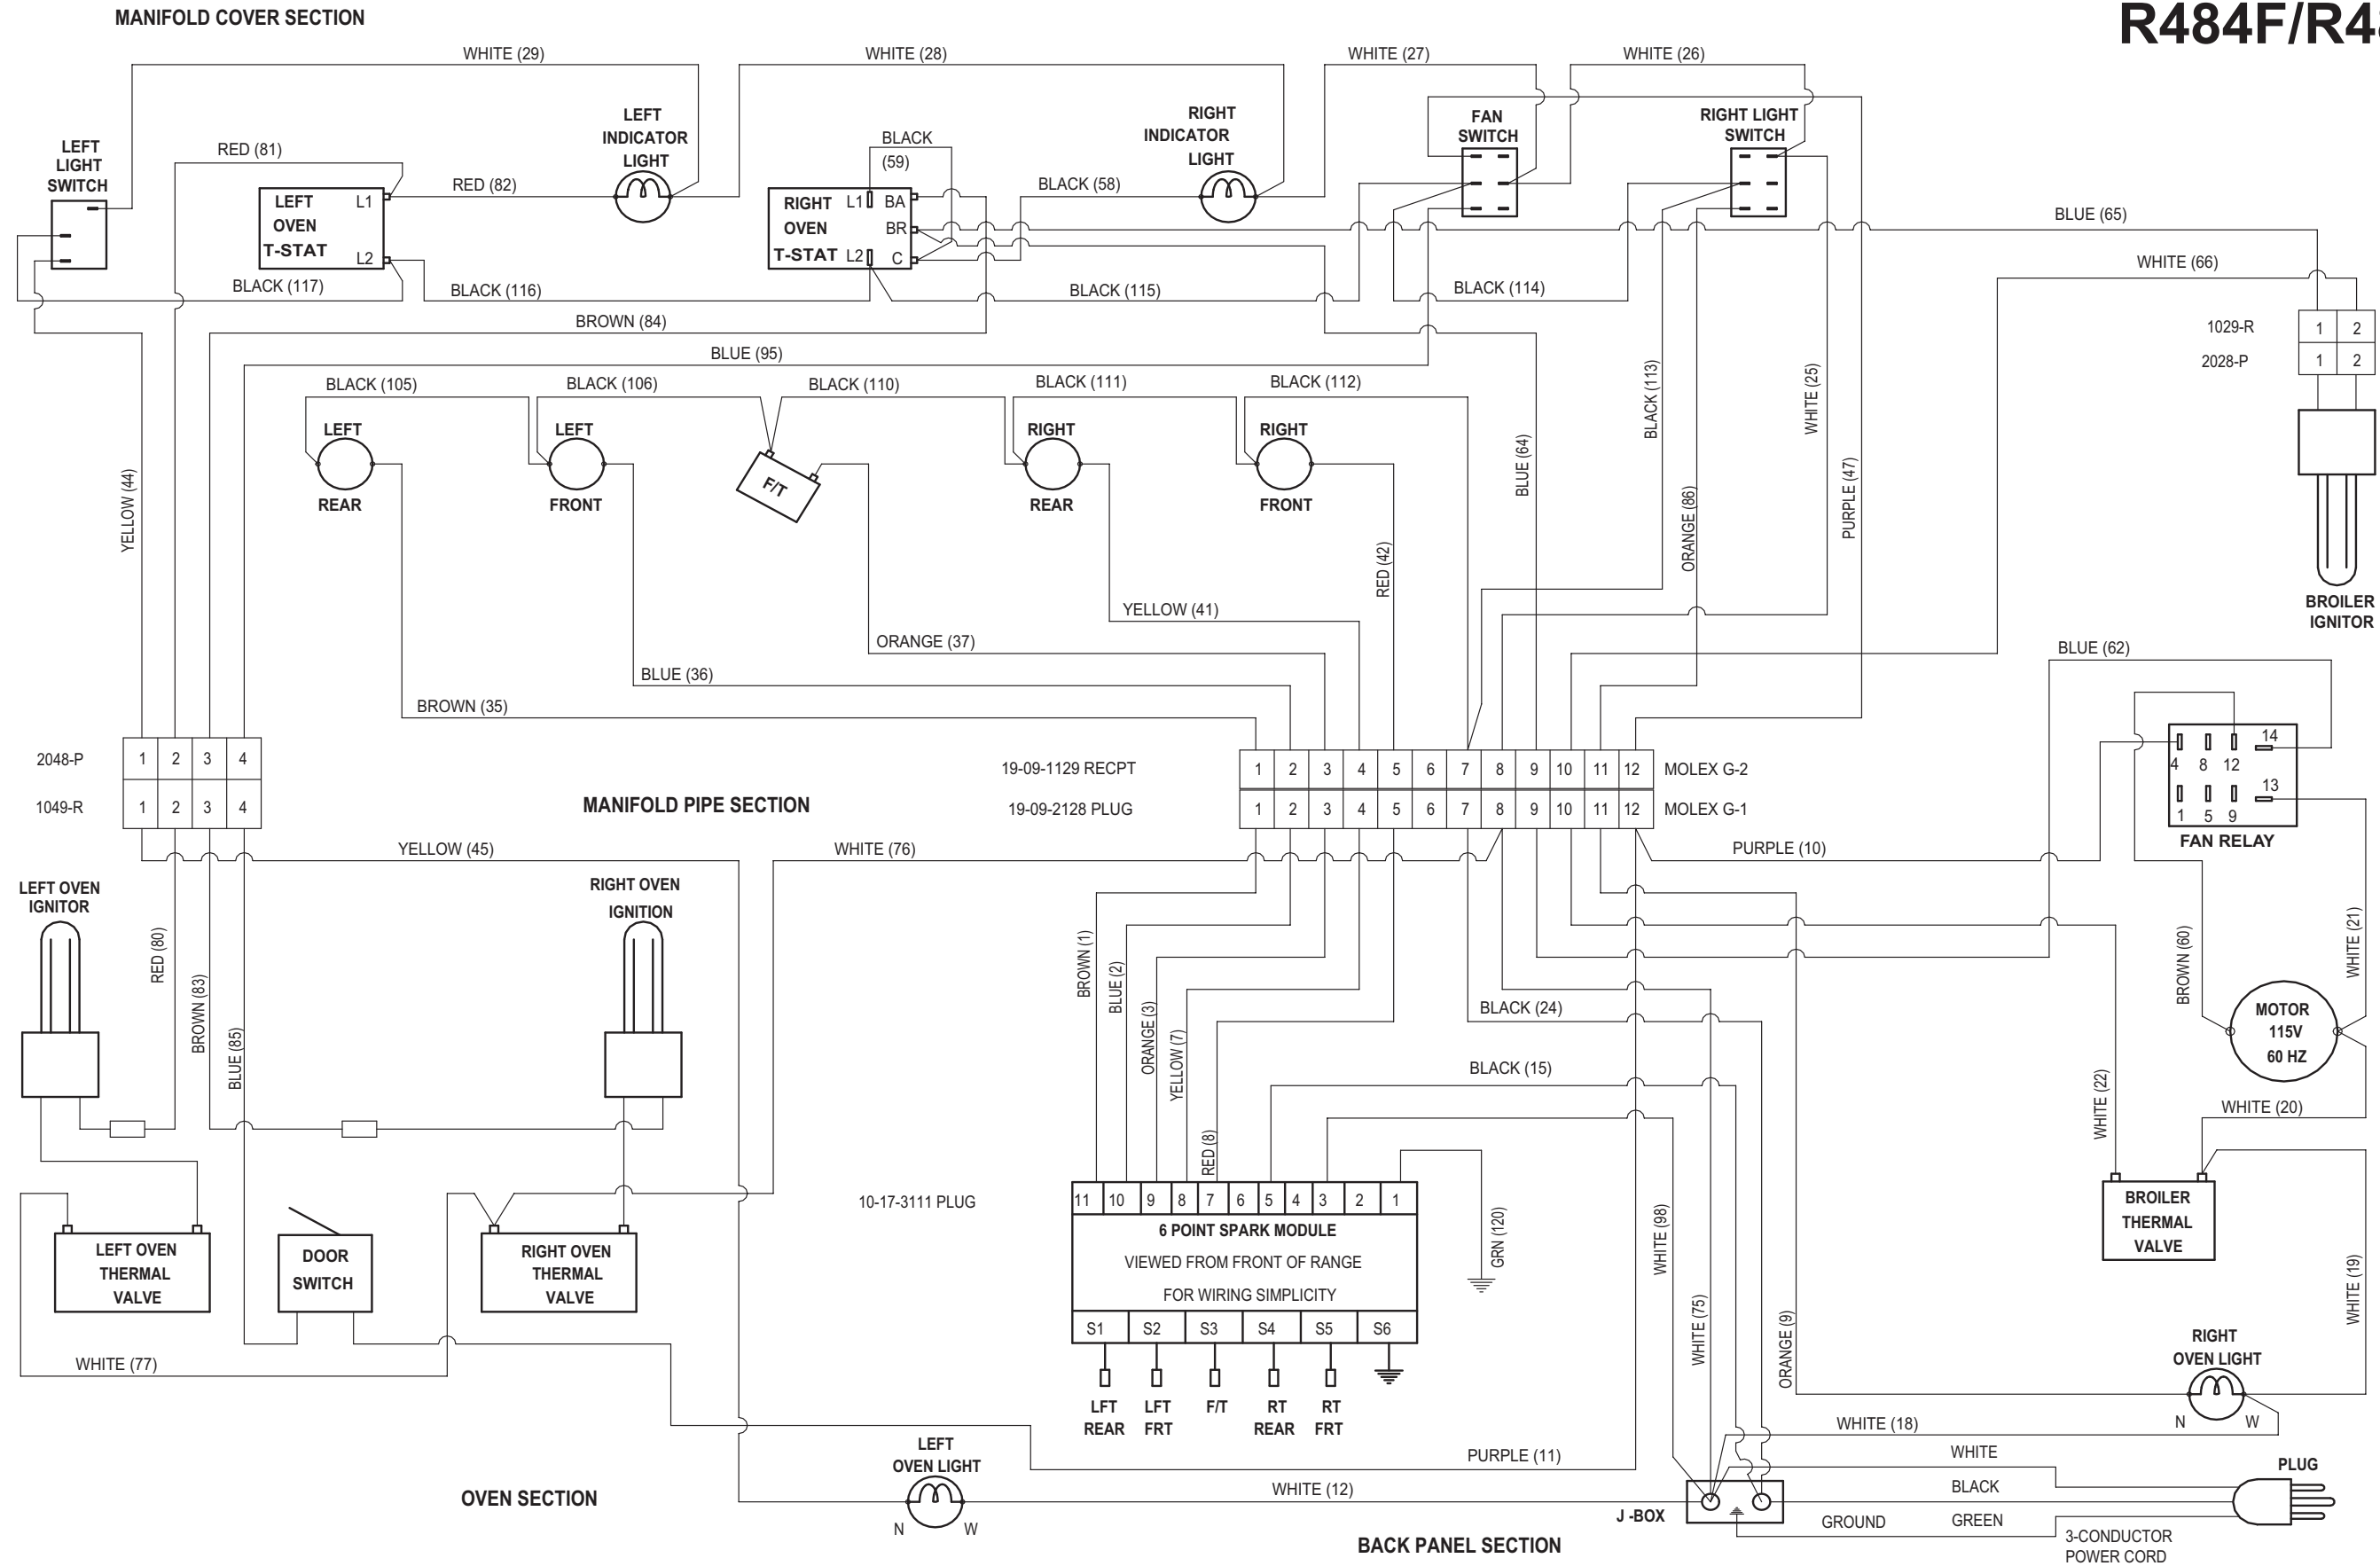 MANIFOLD COVER SECTION
R484F/R48
WHITE (29)
WHITE (28)
WHITE (27)
WHITE (26)
LEFT
LIGHT
SWITCH
RED (81)
LEFT
OVEN
T-STAT
L1
L2
RED (82)
LEFT
INDICATOR
LIGHT
BLACK
(59)
RIGHT
OVEN
T-STAT
L1
L2
BA
BR
C
BLACK (58)
RIGHT
INDICATOR
LIGHT
FAN
SWITCH
RIGHT LIGHT
SWITCH
BLUE (65)
WHITE (66)
BLACK (117)
BLACK (116)
BLACK (115)
BLACK (114)
BROWN (84)
BLUE (95)
1029-R
1 2
2028-P
1 2
BLACK (105)
BLACK (106)
BLACK (110)
BLACK (111)
BLACK (112)
LEFT
REAR
LEFT
FRONT
F/T
RIGHT
REAR
RIGHT
FRONT
YELLOW (44)
RED (42)
BLUE (64)
BLACK (113)
ORANGE (86)
WHITE (25)
PURPLE (47)
BROILER
IGNITOR
YELLOW (41)
ORANGE (37)
BLUE (36)
BROWN (35)
BLUE (62)
2048-P
1 2 3 4
1049-R
1 2 3 4
MANIFOLD PIPE SECTION
19-09-1129 RECPT
1 2 3 4 5 6 7 8 9 10 11 12
MOLEX G-2
19-09-2128 PLUG
1 2 3 4 5 6 7 8 9 10 11 12
MOLEX G-1
14
4 8 12
13
1 5 9
FAN RELAY
YELLOW (45)
WHITE (76)
PURPLE (10)
LEFT OVEN
IGNITOR
RIGHT OVEN
IGNITION
RED (80)
BROWN (83)
BLUE (85)
BROWN (1)
BLUE (2)
ORANGE (3)
YELLOW (7)
RED (8)
BLACK (24)
BLACK (15)
BROWN (60)
WHITE (21)
MOTOR
115V
60 HZ
WHITE (20)
WHITE (22)
BROILER
THERMAL
VALVE
WHITE (19)
10-17-3111 PLUG
11 10 9 8 7 6 5 4 3 2 1
6 POINT SPARK MODULE
VIEWED FROM FRONT OF RANGE
FOR WIRING SIMPLICITY
S1 S2 S3 S4 S5 S6
LFT
REAR
LFT
FRT
F/T
RT
REAR
RT
FRT
GRN (120)
WHITE (98)
WHITE (75)
ORANGE (9)
LEFT OVEN
THERMAL
VALVE
DOOR
SWITCH
RIGHT OVEN
THERMAL
VALVE
WHITE (77)
RIGHT
OVEN LIGHT
N W
WHITE (18)
LEFT
OVEN LIGHT
N W
PURPLE (11)
WHITE (12)
OVEN SECTION
J -BOX
BACK PANEL SECTION
WHITE
BLACK
GROUND
GREEN
PLUG
3-CONDUCTOR
POWER CORD